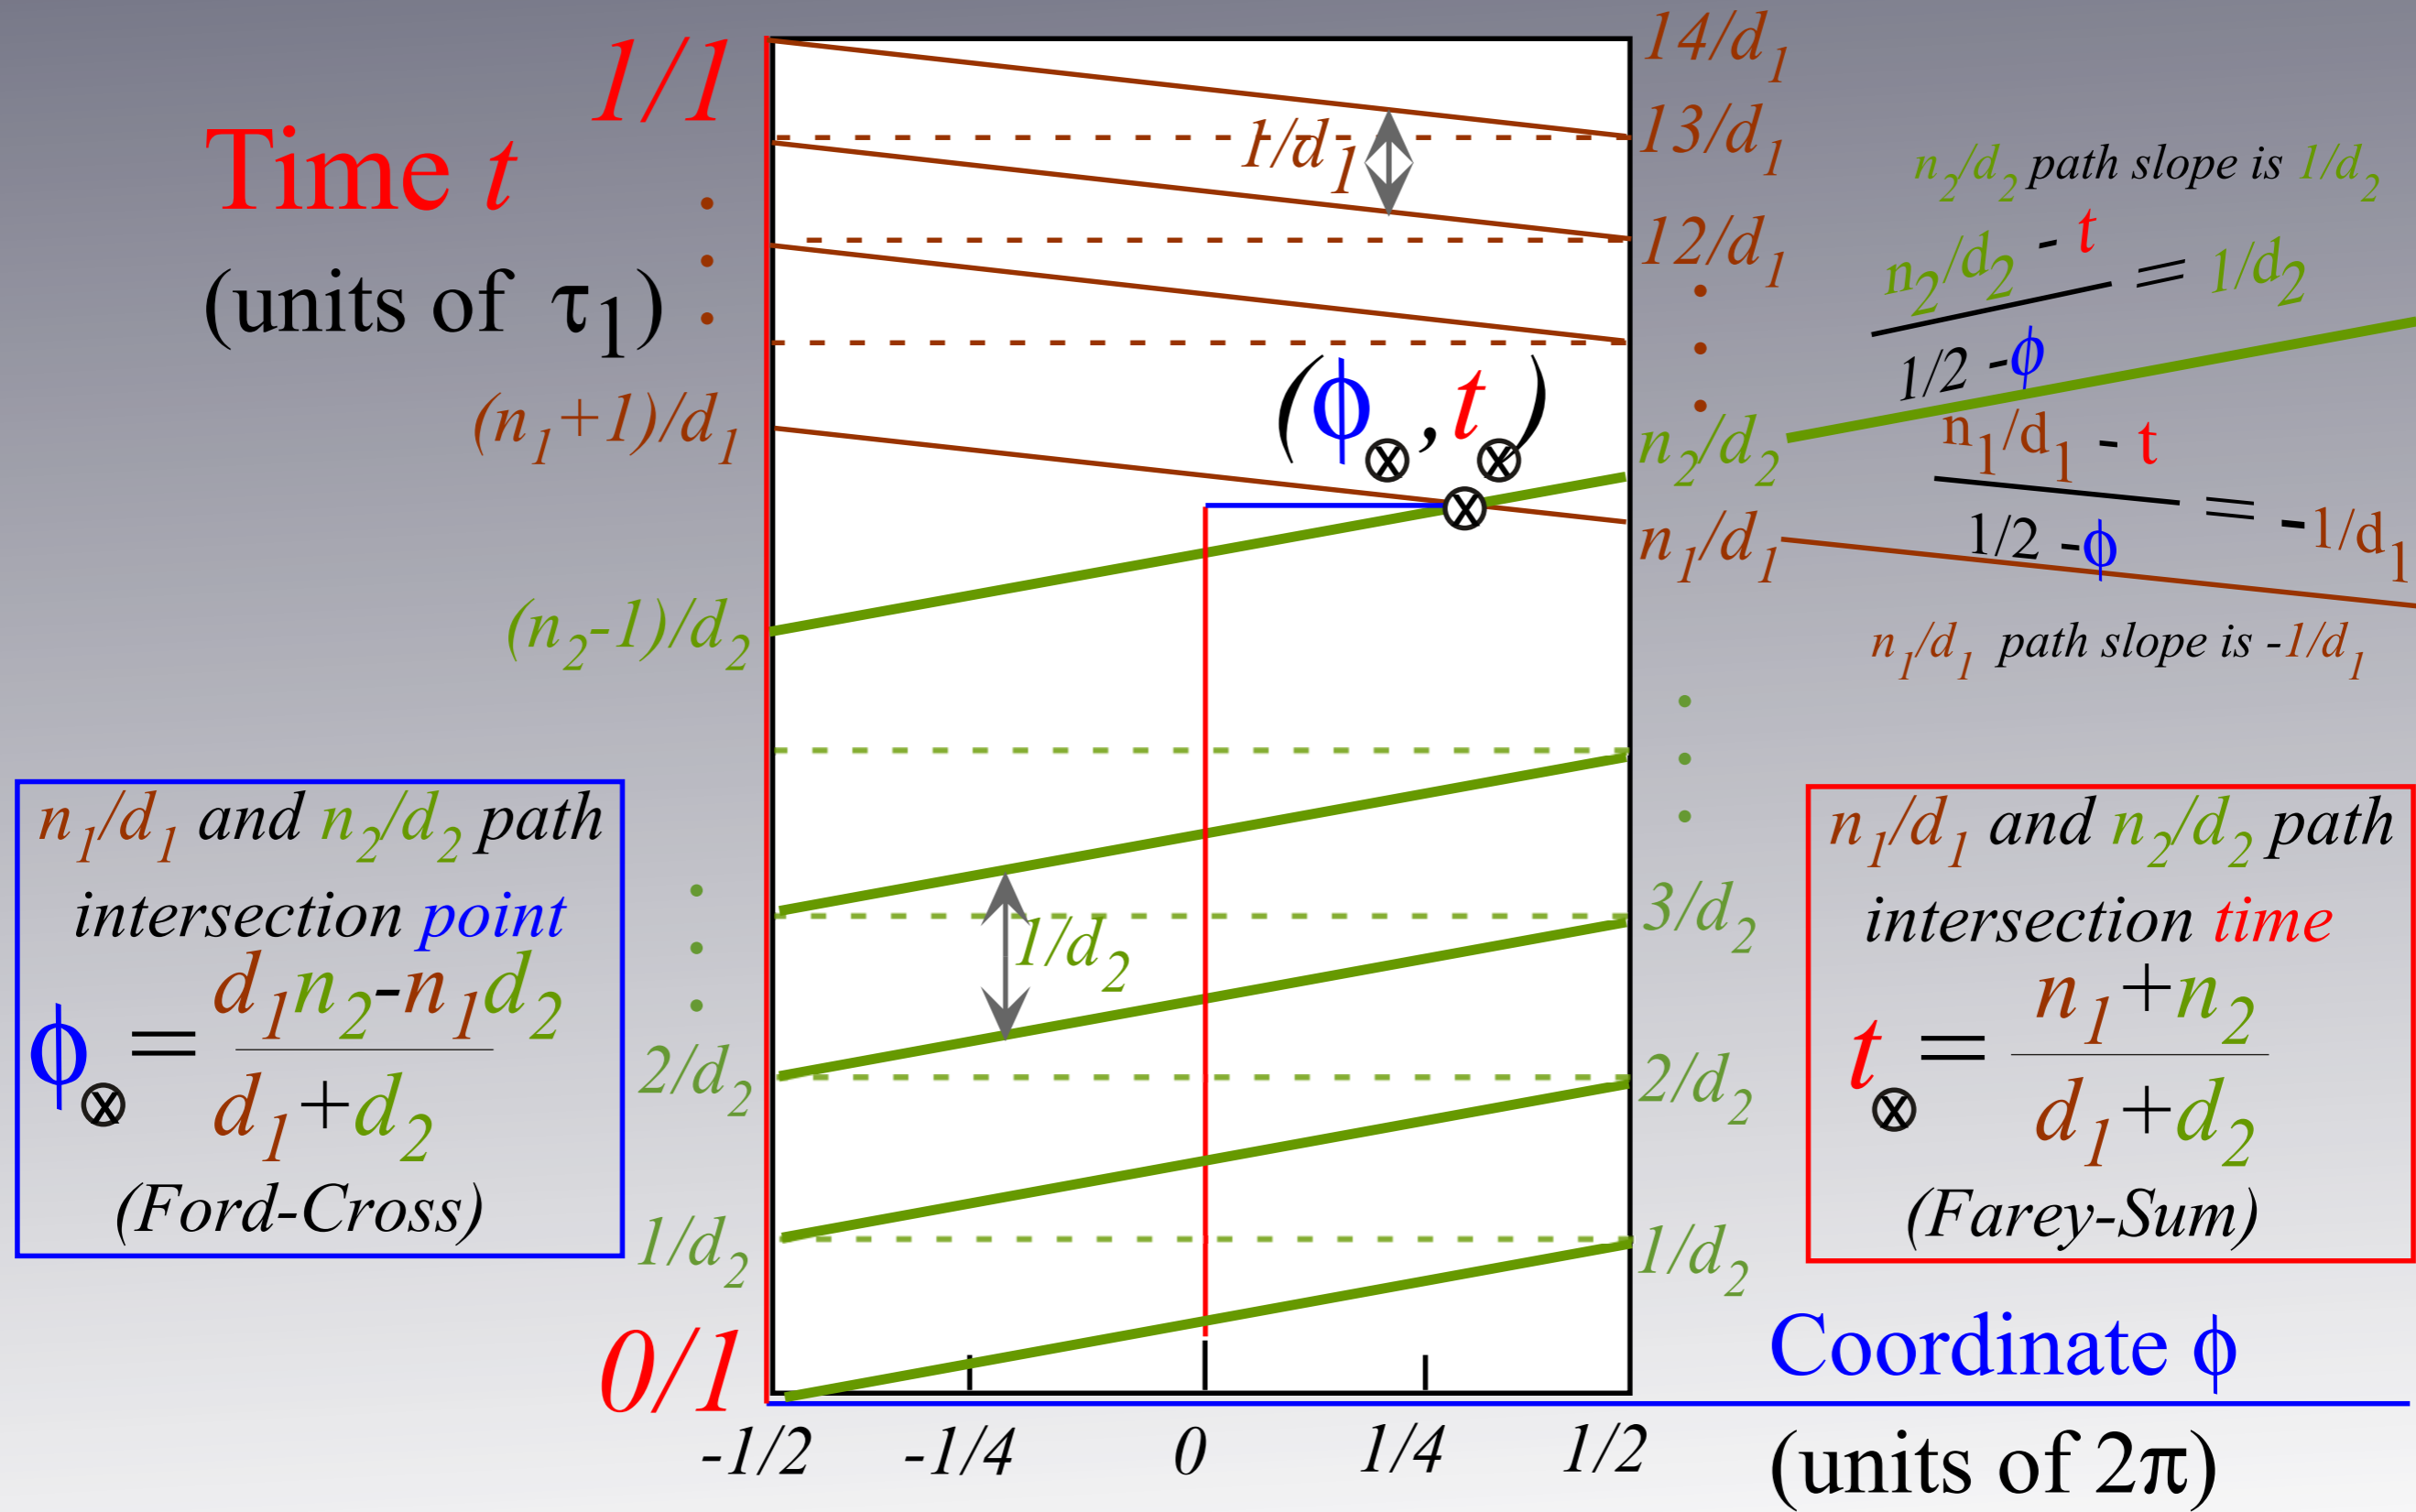 1/1
Time t
(units of τ1)
(n1+1)/d1
(n2-1)/d2
n1/d1 and n2/d2 path
intersection point
ϕ⊗ = d1n2-n1d2
d1+d2
(Ford-Cross)
2/d2
1/d2
0/1
1/d1
(ϕ⊗, t⊗)
1/d2
-1/2 -1/4 0 1/4 1/2
14/d1
13/d1
12/d1
n2/d2
n1/d1
3/d2
2/d2
1/d2
n2/d2 path slope is 1/d2
n2/d2 - t = 1/d2
1/2 -ϕ
n1/d1 - t = -1/d1
1/2 -ϕ
n1/d1 path slope is -1/d1
n1/d1 and n2/d2 path
intersection time
t⊗ = n1+n2
d1+d2
(Farey-Sum)
Coordinate ϕ
(units of 2π)